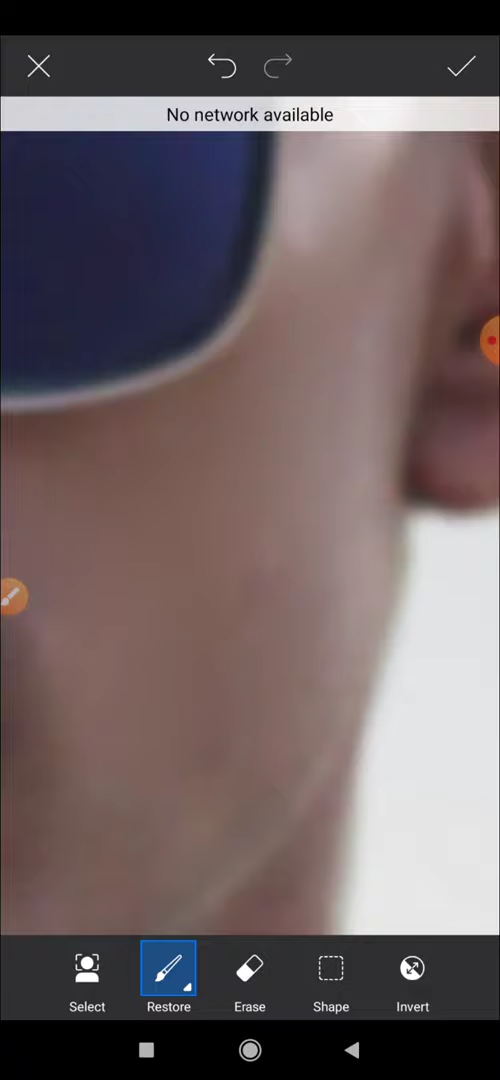 No network available
Select
Restore
Erase
Shape
Invert